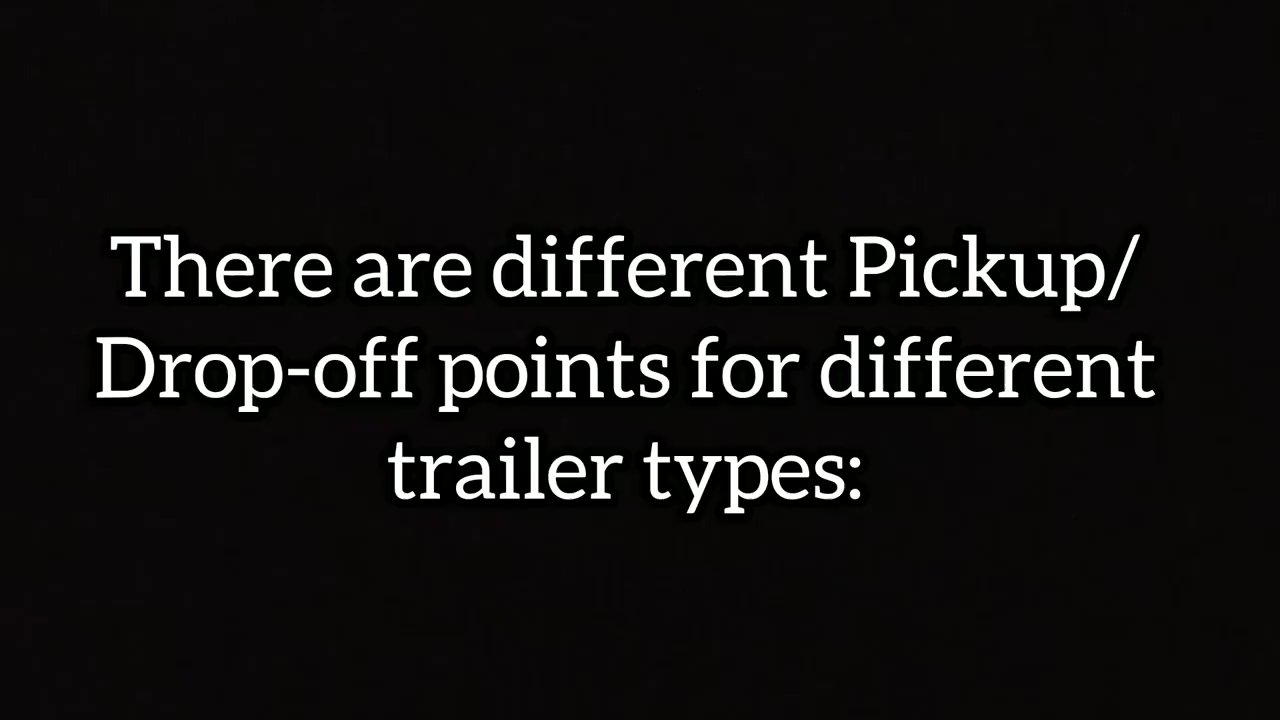 There are different Pickup/
Drop-off points for different
trailer types: